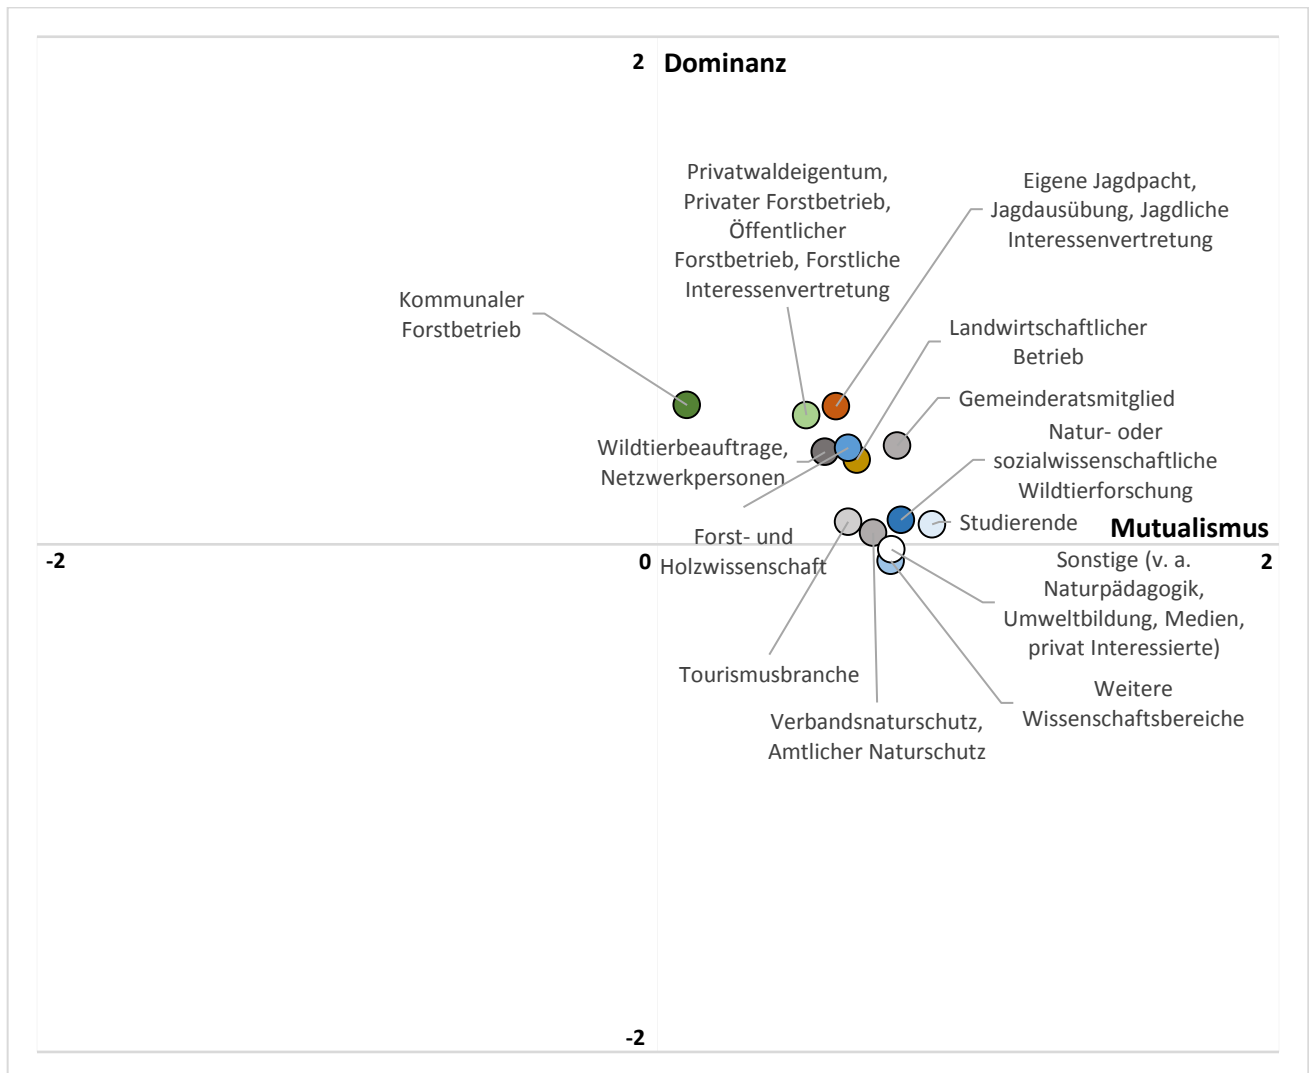 2
Dominanz
Privatwaldeigentum,
Privater Forstbetrieb,
Öffentlicher
Forstbetrieb, Forstliche
Interessenvertretung
Eigene Jagdpacht,
Jagdausübung, Jagdliche
Interessenvertretung
Kommunaler
Forstbetrieb
Landwirtschaftlicher
Betrieb
Gemeinderatsmitglied
Wildtierbeauftrage,
Netzwerkpersonen
Natur- oder
sozialwissenschaftliche
Wildtierforschung
Studierende
Mutualismus
Forst- und
Holzwissenschaft
-2
0
2
Sonstige (v. a.
Naturpädagogik,
Umweltbildung, Medien,
privat Interessierte)
Tourismusbranche
Weitere
Wissenschaftsbereiche
Verbandsnaturschutz,
Amtlicher Naturschutz
-2